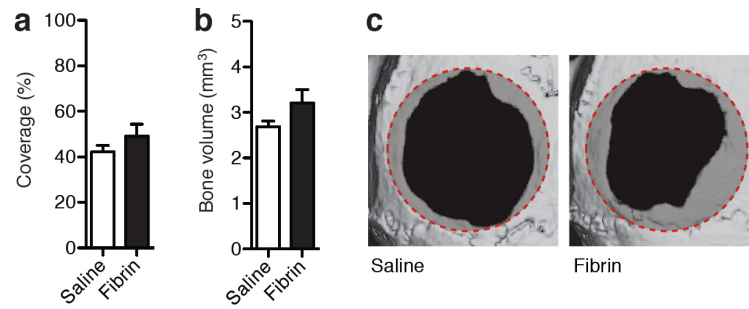 a
100
80
60
40
20
0
Coverage (%)
Saline
Fibrin
b
5
4
3
2
1
0
Bone volume (mm³)
Saline
Fibrin
c
Saline
Fibrin